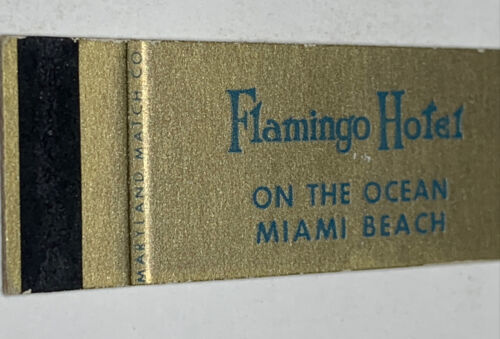 MARYLAND MATCH CO.
Flamingo Hotel
ON THE OCEAN
MIAMI BEACH